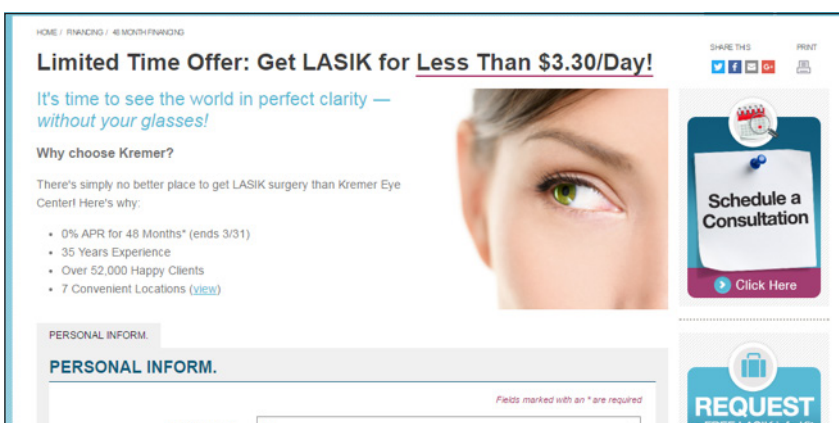 HOME / FINANCING / 48 MONTH FINANCING
Limited Time Offer: Get LASIK for Less Than $3.30/Day!
SHARE THIS
PRINT
It's time to see the world in perfect clarity —
without your glasses!
Why choose Kremer?
There's simply no better place to get LASIK surgery than Kremer Eye
Center! Here's why:
• 0% APR for 48 Months* (ends 3/31)
• 35 Years Experience
• Over 52,000 Happy Clients
• 7 Convenient Locations (view)
Schedule a
Consultation
Click Here
PERSONAL INFORM.
PERSONAL INFORM.
Fields marked with an * are required
REQUEST